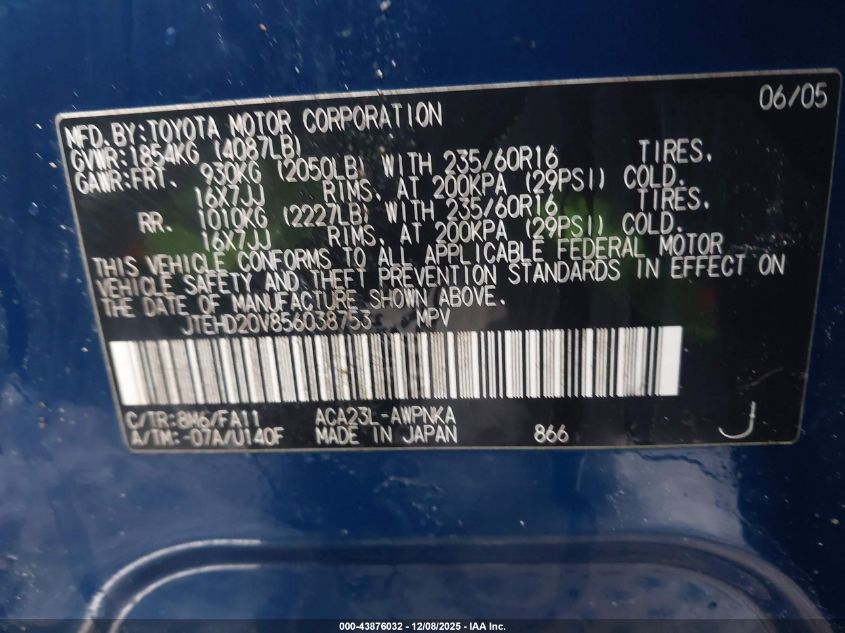 06/05
MFD.BY:TOYOTA MOTOR CORPORATION
GVWR:1854KG (4087LB)
GAWR:FRT. 930KG (2050LB) WITH 235/60R16 TIRES,
16X7JJ RIMS, AT 200KPA (29PSI) COLD.
RR. 1010KG (2227LB) WITH 235/60R16 TIRES,
16X7JJ RIMS, AT 200KPA (29PSI) COLD.
THIS VEHICLE CONFORMS TO ALL APPLICABLE FEDERAL MOTOR
VEHICLE SAFETY AND THEFT PREVENTION STANDARDS IN EFFECT ON
THE DATE OF MANUFACTURE SHOWN ABOVE.
JTEHD20V856038753 MPV
C/TR:8M6/FA11 ACA23L-AWPNKA
A/TM:-07A/U140F MADE IN JAPAN 866 J
000-43876032 - 12/08/2025 - IAA Inc.